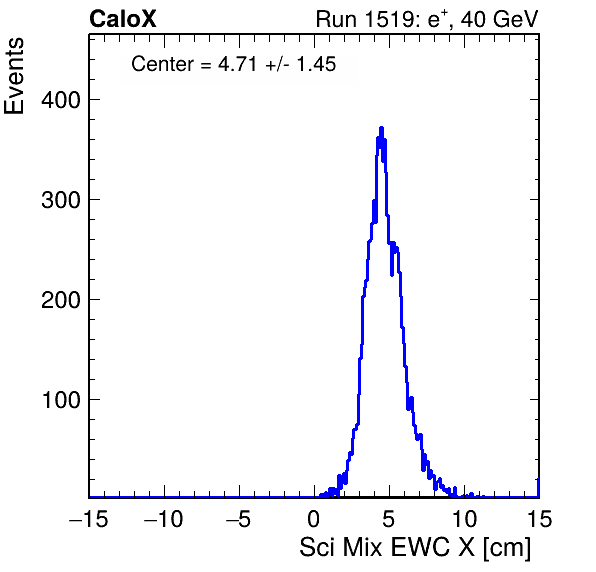 CaloX Run 1519: e⁺, 40 GeV
Center = 4.71 +/- 1.45
Events
400
300
200
100
−15 −10 −5 0 5 10 15
Sci Mix EWC X [cm]